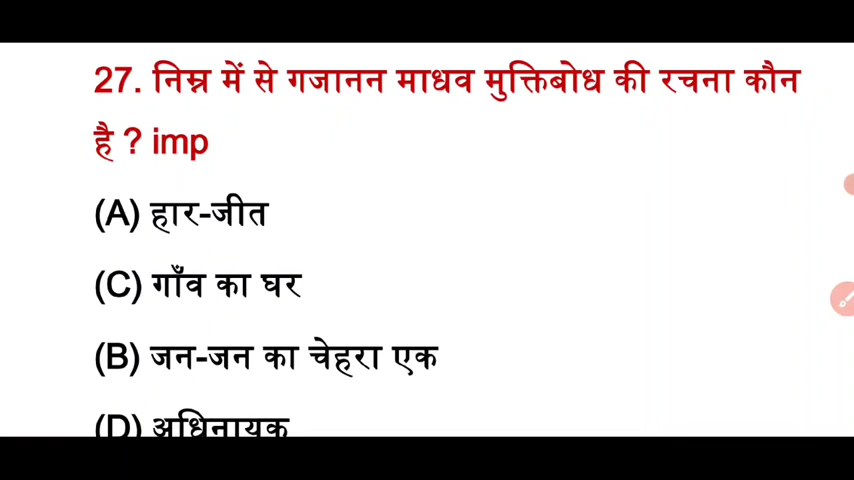 27. निम्न में से गजानन माधव मुक्तिबोध की रचना कौन
है ? imp
(A) हार-जीत
(C) गाँव का घर
(B) जन-जन का चेहरा एक
(D) अधिनायक